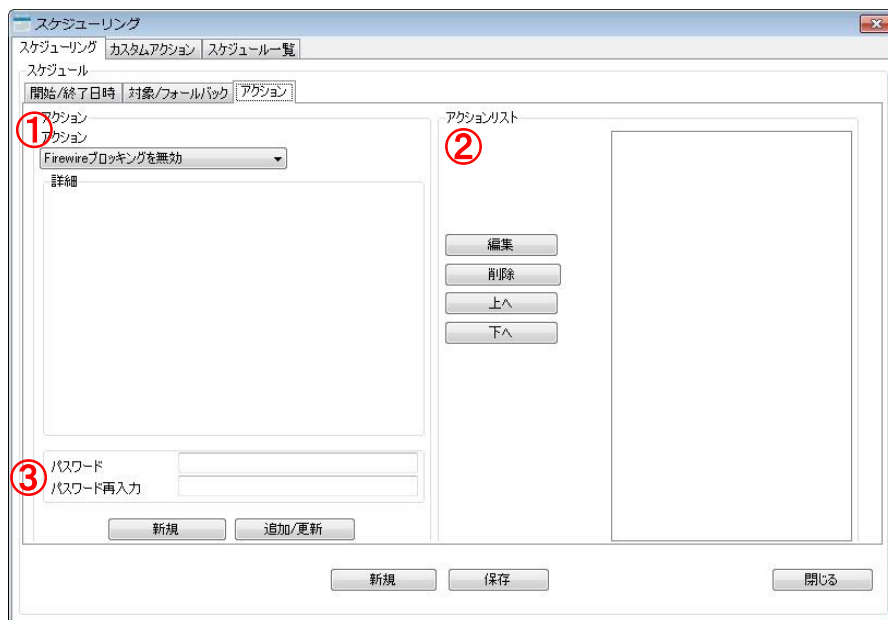 スケジューリング
スケジューリング カスタムアクション スケジュール一覧
スケジュール
開始/終了日時 対象/フォールバック アクション
アクション
① アクション
Firewireブロッキングを無効
詳細
アクションリスト
②
編集
削除
上へ
下へ
③
パスワード
パスワード再入力
新規 追加/更新
新規 保存 閉じる